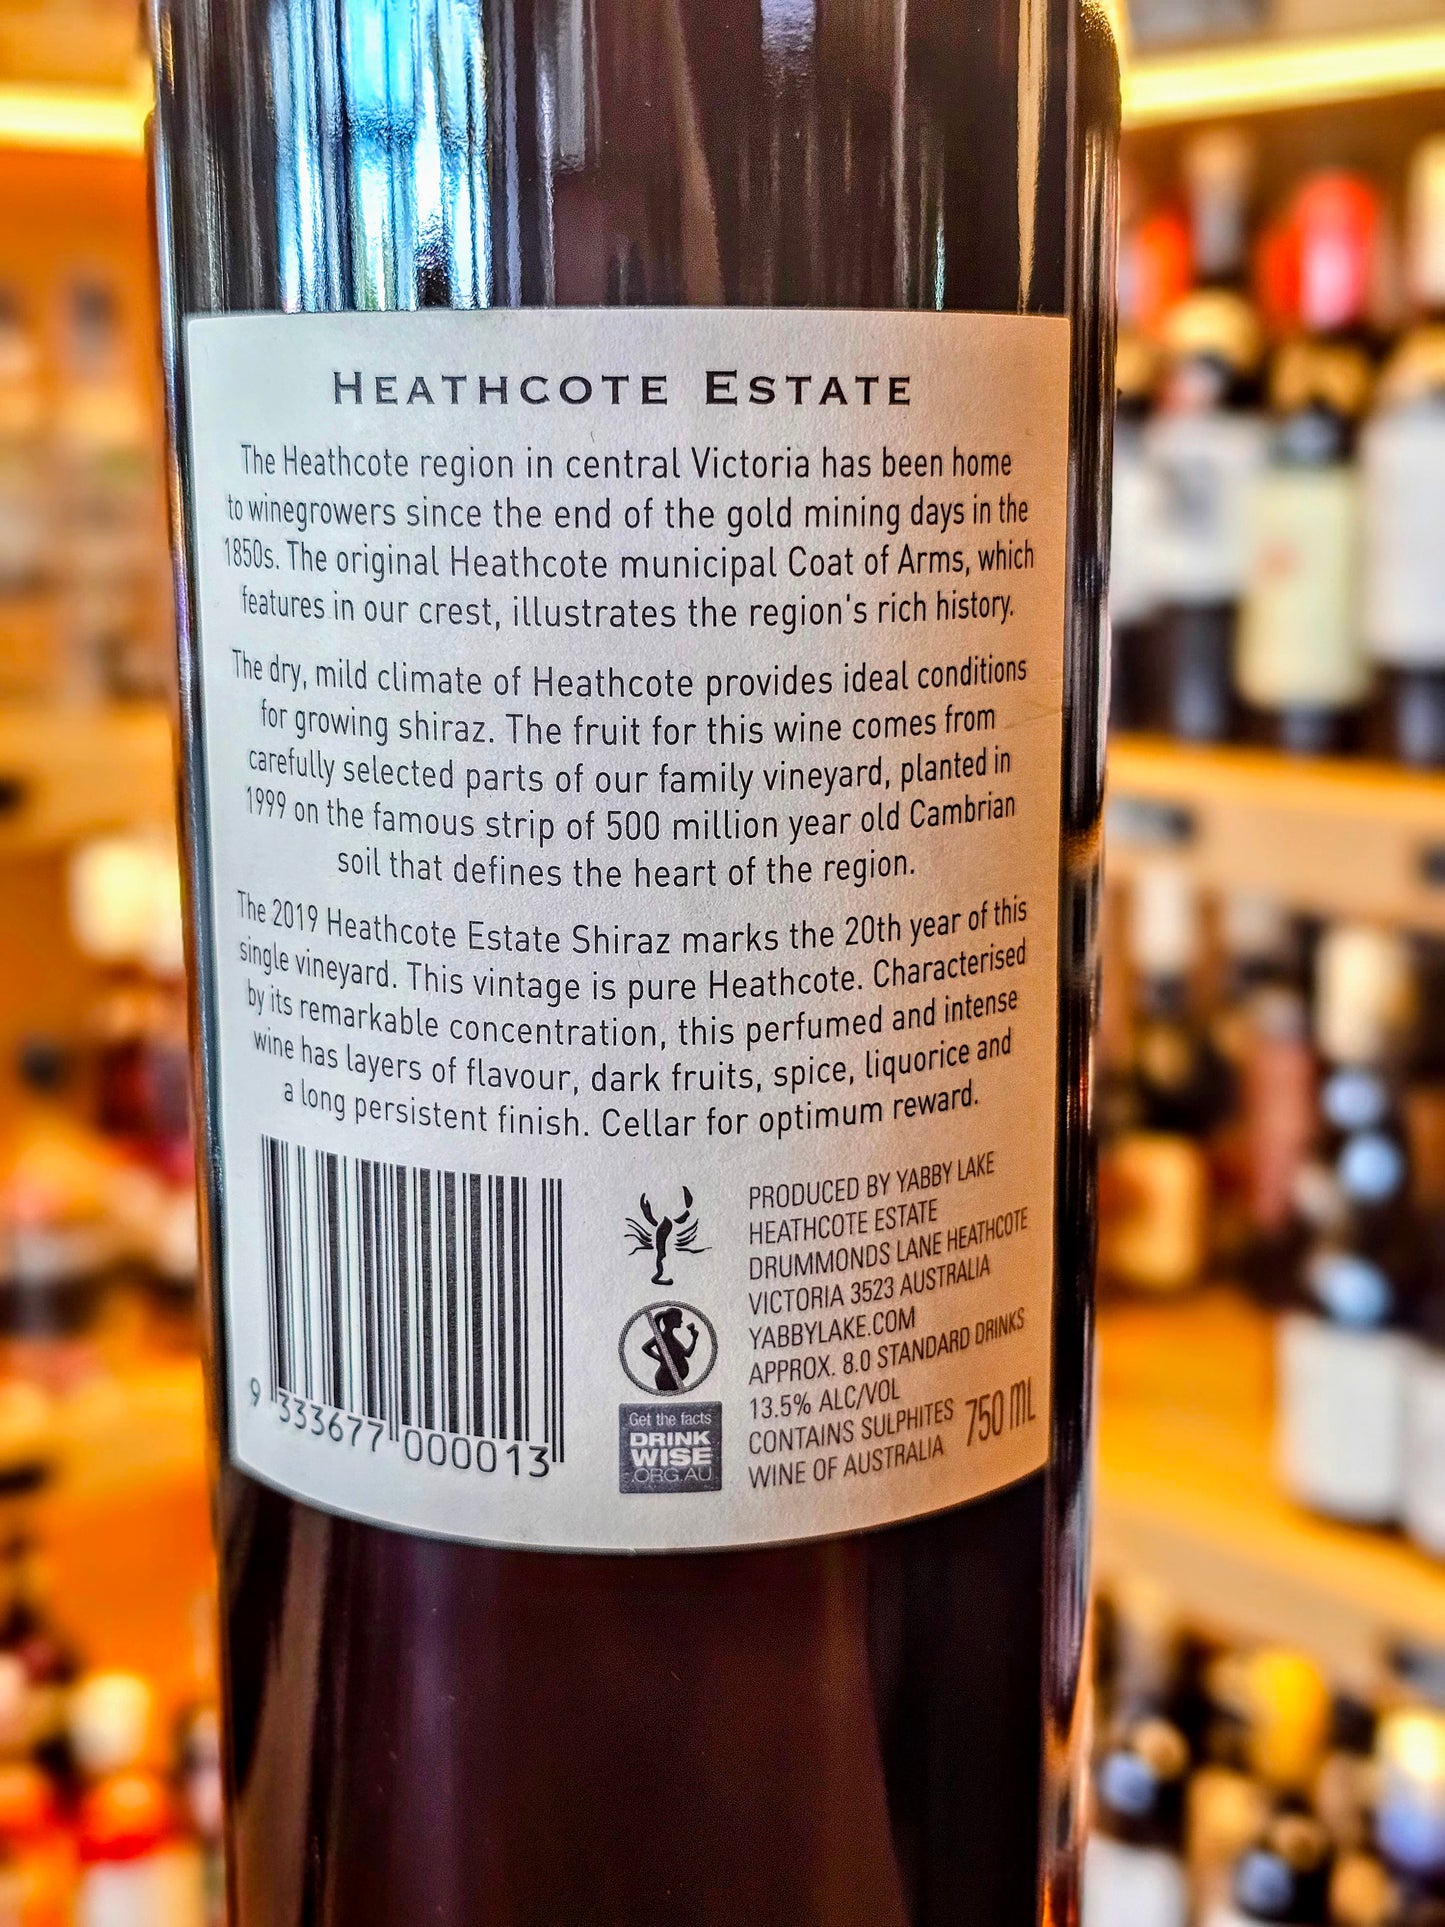 HEATHCOTE ESTATE
The Heathcote region in central Victoria has been home
to winegrowers since the end of the gold mining days in the
1850s. The original Heathcote municipal Coat of Arms, which
features in our crest, illustrates the region's rich history.
The dry, mild climate of Heathcote provides ideal conditions
for growing shiraz. The fruit for this wine comes from
carefully selected parts of our family vineyard, planted in
1999 on the famous strip of 500 million year old Cambrian
soil that defines the heart of the region.
The 2019 Heathcote Estate Shiraz marks the 20th year of this
single vineyard. This vintage is pure Heathcote. Characterised
by its remarkable concentration, this perfumed and intense
wine has layers of flavour, dark fruits, spice, liquorice and
a long persistent finish. Cellar for optimum reward.
9 333677 000013
Get the facts
DRINK
WISE
.ORG.AU
PRODUCED BY YABBY LAKE
HEATHCOTE ESTATE
DRUMMONDS LANE HEATHCOTE
VICTORIA 3523 AUSTRALIA
YABBYLAKE.COM
APPROX. 8.0 STANDARD DRINKS
13.5% ALC/VOL
CONTAINS SULPHITES
WINE OF AUSTRALIA
750 ML